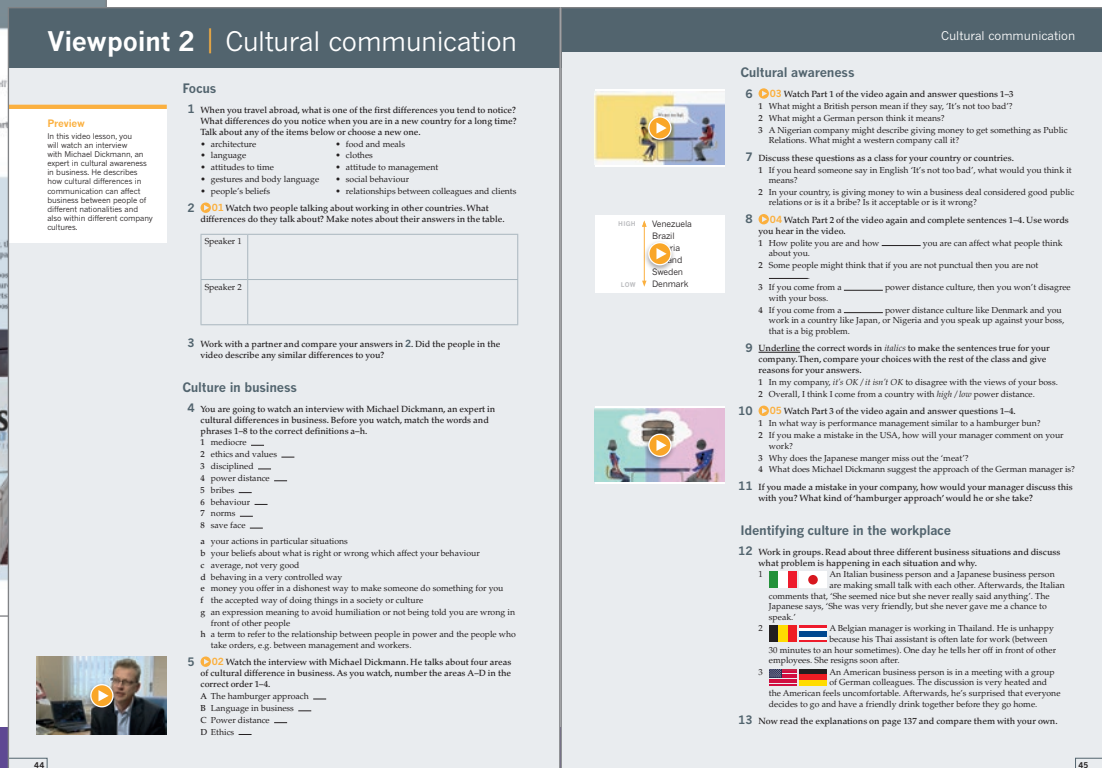 Viewpoint 2 | Cultural communication
Preview
In this video lesson, you
will watch an interview
with Michael Dickmann, an
expert in cultural awareness
in business. He describes
how cultural differences in
communication can affect
business between people of
different nationalities and
also within different company
cultures.
Focus
1 When you travel abroad, what is one of the first differences you tend to notice?
What differences do you notice when you are in a new country for a long time?
Talk about any of the items below or choose a new one.
• architecture
• language
• attitudes to time
• gestures and body language
• people's beliefs
• food and meals
• clothes
• attitude to management
• social behaviour
• relationships between colleagues and clients
2 01 Watch two people talking about working in other countries. What
differences do they talk about? Make notes about their answers in the table.
Speaker 1
Speaker 2
3 Work with a partner and compare your answers in 2. Did the people in the
video describe any similar differences to you?
Culture in business
4 You are going to watch an interview with Michael Dickmann, an expert in
cultural differences in business. Before you watch, match the words and
phrases 1–8 to the correct definitions a–h.
1 mediocre ___
2 ethics and values ___
3 disciplined ___
4 power distance ___
5 bribes ___
6 behaviour ___
7 norms ___
8 save face ___
a your actions in particular situations
b your beliefs about what is right or wrong which affect your behaviour
c average, not very good
d behaving in a very controlled way
e money you offer in a dishonest way to make someone do something for you
f the accepted way of doing things in a society or culture
g an expression meaning to avoid humiliation or not being told you are wrong in
front of other people
h a term to refer to the relationship between people in power and the people who
take orders, e.g. between management and workers.
5 02 Watch the interview with Michael Dickmann. He talks about four areas
of cultural difference in business. As you watch, number the areas A–D in the
correct order 1–4.
A The hamburger approach ___
B Language in business ___
C Power distance ___
D Ethics ___
44
Cultural communication
Cultural awareness
6 03 Watch Part 1 of the video again and answer questions 1–3
1 What might a British person mean if they say, 'It's not too bad'?
2 What might a German person think it means?
3 A Nigerian company might describe giving money to get something as Public
Relations. What might a western company call it?
7 Discuss these questions as a class for your country or countries.
1 If you heard someone say in English 'It's not too bad', what would you think it
means?
2 In your country, is giving money to win a business deal considered good public
relations or is it a bribe? Is it acceptable or is it wrong?
HIGH
Venezuela
Brazil
Sweden
LOW
Denmark
8 04 Watch Part 2 of the video again and complete sentences 1–4. Use words
you hear in the video.
1 How polite you are and how ________ you are can affect what people think
about you.
2 Some people might think that if you are not punctual then you are not
________.
3 If you come from a ________ power distance culture, then you won't disagree
with your boss.
4 If you come from a ________ power distance culture like Denmark and you
work in a country like Japan, or Nigeria and you speak up against your boss,
that is a big problem.
9 Underline the correct words in italics to make the sentences true for your
company. Then, compare your choices with the rest of the class and give
reasons for your answers.
1 In my company, it's OK / it isn't OK to disagree with the views of your boss.
2 Overall, I think I come from a country with high / low power distance.
10 05 Watch Part 3 of the video again and answer questions 1–4.
1 In what way is performance management similar to a hamburger bun?
2 If you make a mistake in the USA, how will your manager comment on your
work?
3 Why does the Japanese manger miss out the 'meat'?
4 What does Michael Dickmann suggest the approach of the German manager is?
11 If you made a mistake in your company, how would your manager discuss this
with you? What kind of 'hamburger approach' would he or she take?
Identifying culture in the workplace
12 Work in groups. Read about three different business situations and discuss
what problem is happening in each situation and why.
1 An Italian business person and a Japanese business person
are making small talk with each other. Afterwards, the Italian
comments that, 'She seemed nice but she never really said anything'. The
Japanese says, 'She was very friendly, but she never gave me a chance to
speak.'
2 A Belgian manager is working in Thailand. He is unhappy
because his Thai assistant is often late for work (between
30 minutes to an hour sometimes). One day he tells her off in front of other
employees. She resigns soon after.
3 An American business person is in a meeting with a group
of German colleagues. The discussion is very heated and
the American feels uncomfortable. Afterwards, he's surprised that everyone
decides to go and have a friendly drink together before they go home.
13 Now read the explanations on page 137 and compare them with your own.
45